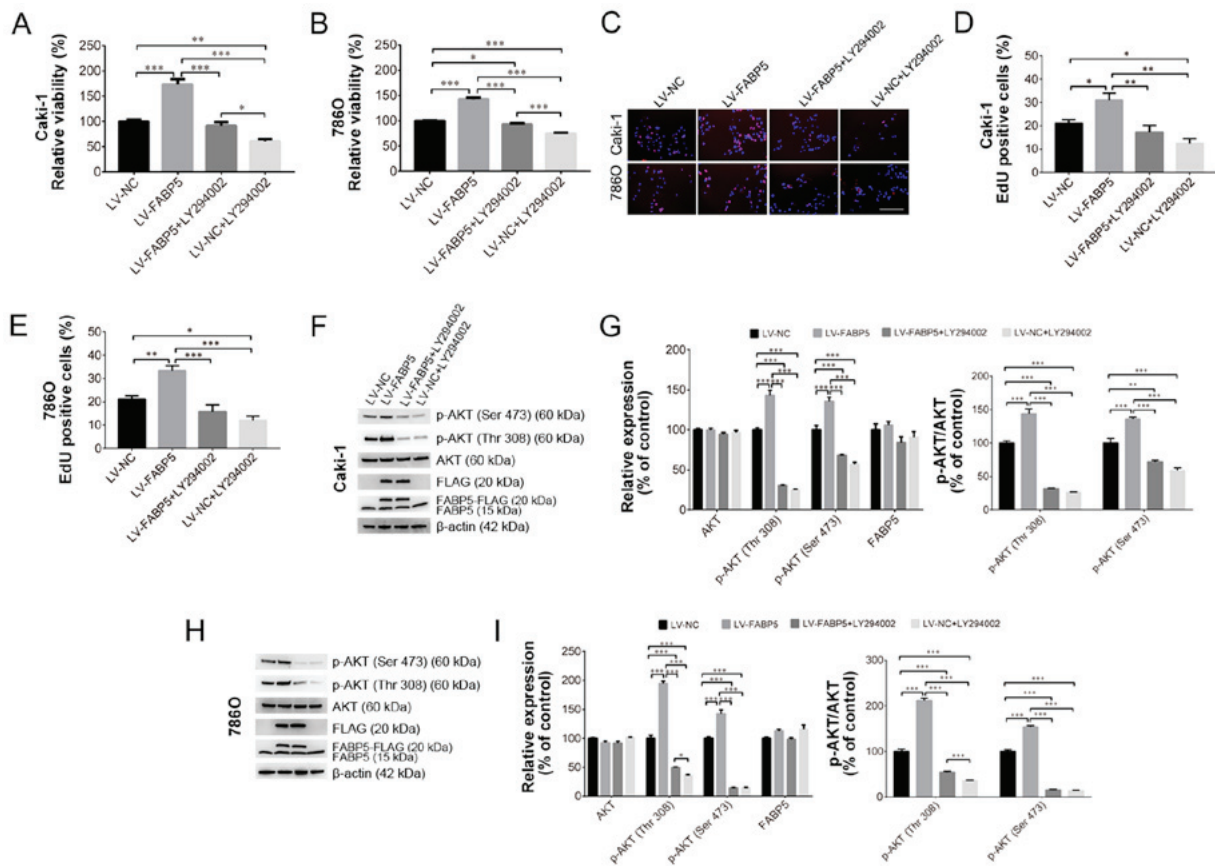 A
Caki-1
Relative viability (%)
250
200
150
100
50
0
** 
***
*** ***
*
LV-NC
LV-FABP5
LV-FABP5+LY294002
LV-NC+LY294002
B
786O
Relative viability (%)
250
200
150
100
50
0
***
*
***
*** ***
***
LV-NC
LV-FABP5
LV-FABP5+LY294002
LV-NC+LY294002
C
LV-NC
LV-FABP5
LV-FABP5+LY294002
LV-NC+LY294002
Caki-1
786O
D
Caki-1
EdU positive cells (%)
50
40
30
20
10
0
*
**
* **
LV-NC
LV-FABP5
LV-FABP5+LY294002
LV-NC+LY294002
E
786O
EdU positive cells (%)
50
40
30
20
10
0
*
***
** ***
LV-NC
LV-FABP5
LV-FABP5+LY294002
LV-NC+LY294002
F
LV-NC
LV-FABP5
LV-FABP5+LY294002
LV-NC+LY294002
Caki-1
p-AKT (Ser 473) (60 kDa)
p-AKT (Thr 308) (60 kDa)
AKT (60 kDa)
FLAG (20 kDa)
FABP5-FLAG (20 kDa)
FABP5 (15 kDa)
β-actin (42 kDa)
G
LV-NC LV-FABP5 LV-FABP5+LY294002 LV-NC+LY294002
Relative expression
(% of control)
200
150
100
50
0
*** ***
*** ***
*** ***
*** *** *** ***
AKT
p-AKT (Thr 308)
p-AKT (Ser 473)
FABP5
p-AKT/AKT
(% of control)
200
150
100
50
0
*** ***
*** **
*** ***
*** *** *** ***
p-AKT (Thr 308)
p-AKT (Ser 473)
H
786O
p-AKT (Ser 473) (60 kDa)
p-AKT (Thr 308) (60 kDa)
AKT (60 kDa)
FLAG (20 kDa)
FABP5-FLAG (20 kDa)
FABP5 (15 kDa)
β-actin (42 kDa)
I
LV-NC LV-FABP5 LV-FABP5+LY294002 LV-NC+LY294002
Relative expression
(% of control)
250
200
150
100
50
0
*** ***
*** ***
*** ***
*** *** *** ***
*
AKT
p-AKT (Thr 308)
p-AKT (Ser 473)
FABP5
p-AKT/AKT
(% of control)
300
200
100
0
*** ***
*** ***
*** ***
*** *** *** ***
***
p-AKT (Thr 308)
p-AKT (Ser 473)